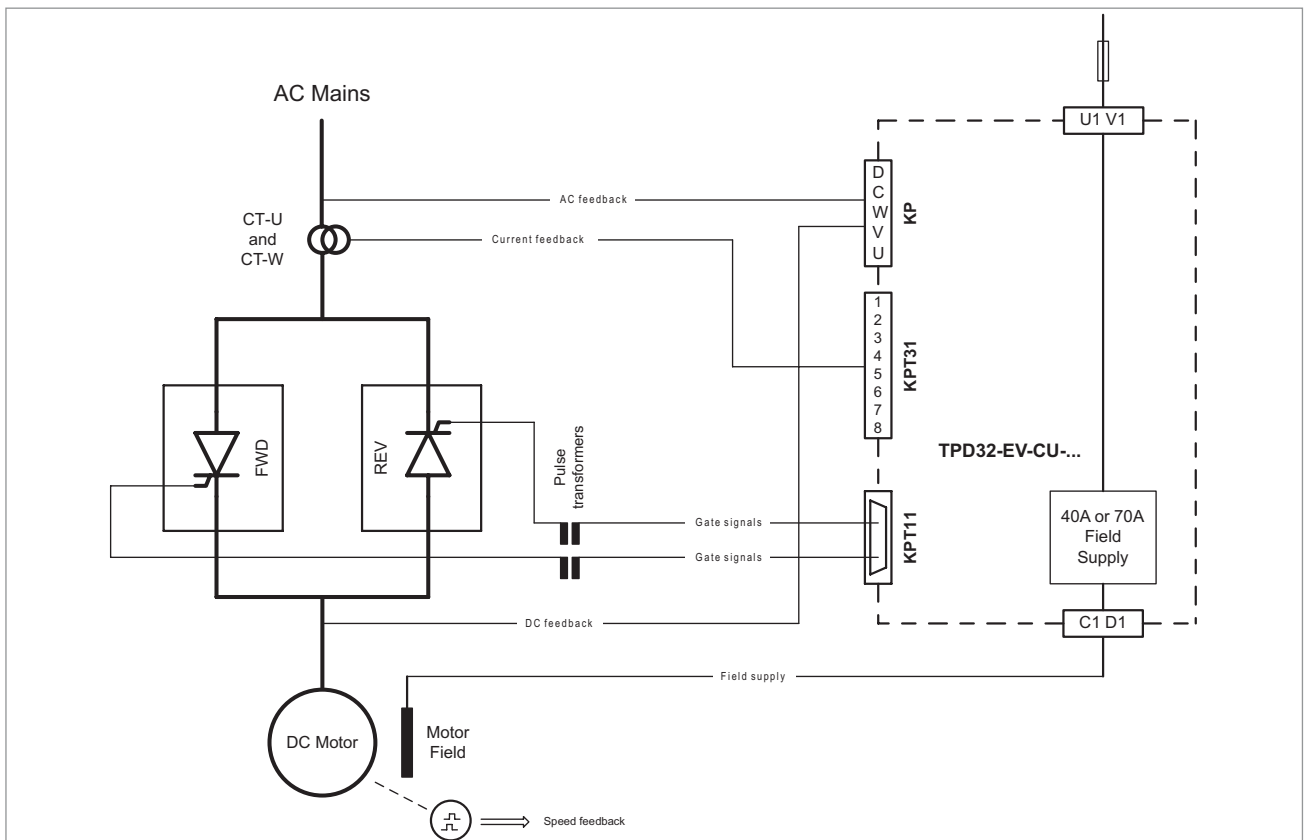 AC Mains
U1 V1
D
C
W
V
U
KP
AC feedback
CT-U
and
CT-W
Current feedback
1
2
3
4
5
6
7
8
KPT31
FWD
REV
TPD32-EV-CU-...
Pulse
transformers
Gate signals
Gate signals
KPT11
40A or 70A
Field
Supply
DC feedback
C1 D1
Field supply
DC Motor
Motor
Field
Speed feedback